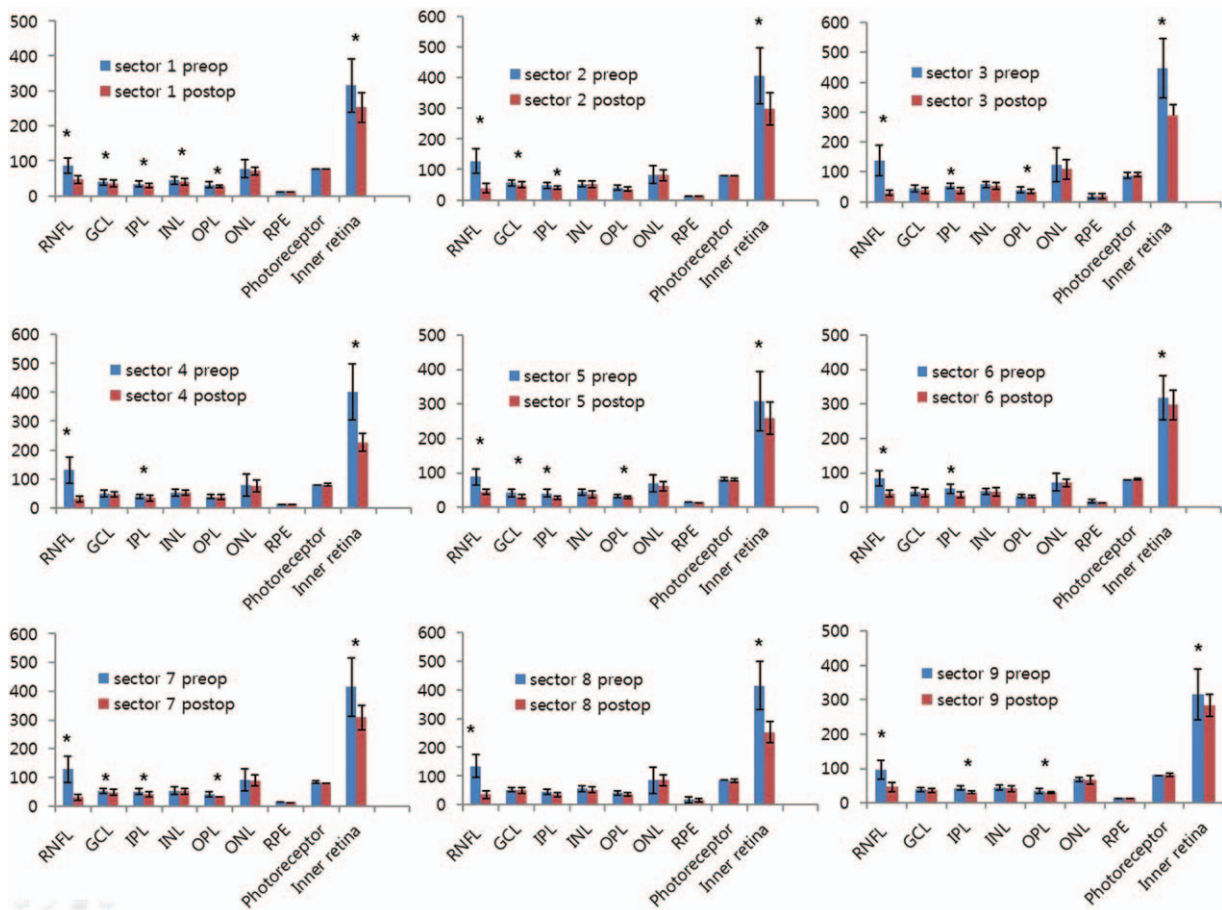 500
400
300
200
100
0
*
*
*
*
*
*
sector 1 preop
sector 1 postop
RNFL
GCL
IPL
INL
OPL
ONL
RPE
Photoreceptor
Inner retina
600
500
400
300
200
100
0
*
*
*
*
sector 2 preop
sector 2 postop
RNFL
GCL
IPL
INL
OPL
ONL
RPE
Photoreceptor
Inner retina
600
500
400
300
200
100
0
*
*
*
*
sector 3 preop
sector 3 postop
RNFL
GCL
IPL
INL
OPL
ONL
RPE
Photoreceptor
Inner retina
600
500
400
300
200
100
0
*
*
*
sector 4 preop
sector 4 postop
RNFL
GCL
IPL
INL
OPL
ONL
RPE
Photoreceptor
Inner retina
500
400
300
200
100
0
*
*
*
*
*
sector 5 preop
sector 5 postop
RNFL
GCL
IPL
INL
OPL
ONL
RPE
Photoreceptor
Inner retina
500
400
300
200
100
0
*
*
*
sector 6 preop
sector 6 postop
RNFL
GCL
IPL
INL
OPL
ONL
RPE
Photoreceptor
Inner retina
600
500
400
300
200
100
0
*
*
*
*
*
sector 7 preop
sector 7 postop
RNFL
GCL
IPL
INL
OPL
ONL
RPE
Photoreceptor
Inner retina
600
500
400
300
200
100
0
*
*
sector 8 preop
sector 8 postop
RNFL
GCL
IPL
INL
OPL
ONL
RPE
Photoreceptor
Inner retina
500
400
300
200
100
0
*
*
*
*
sector 9 preop
sector 9 postop
RNFL
GCL
IPL
INL
OPL
ONL
RPE
Photoreceptor
Inner retina